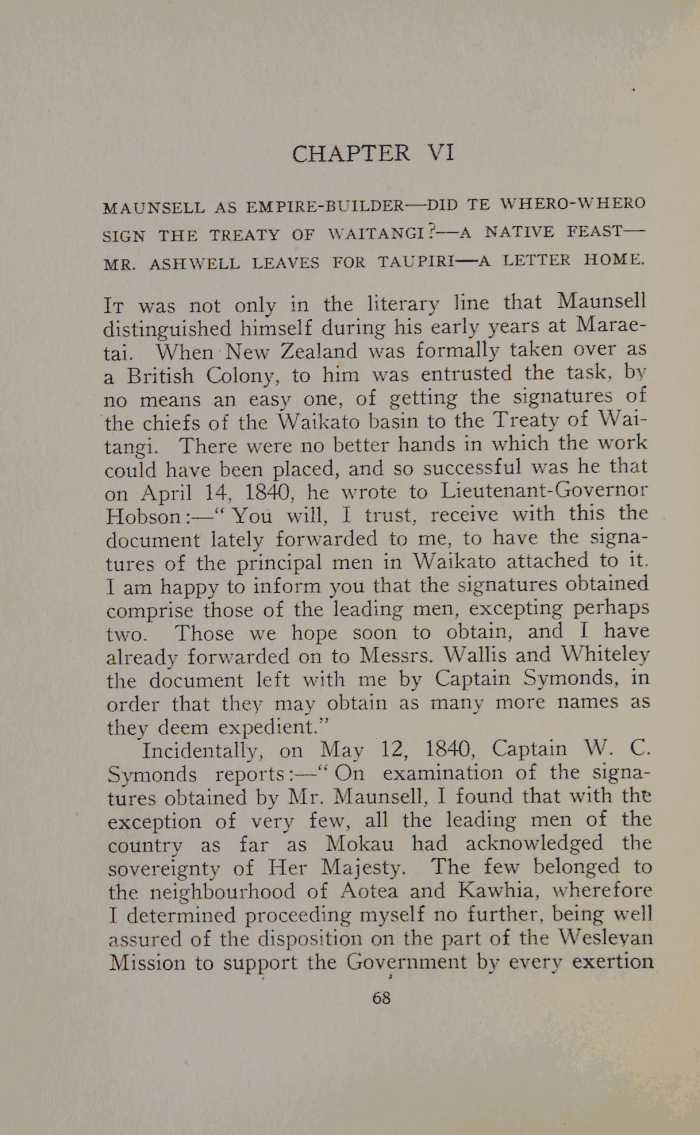 CHAPTER VI
MAUNSELL AS EMPIRE-BUILDER—DID TE WHERO-WHERO
SIGN THE TREATY OF WAITANGI?—A NATIVE FEAST—
MR. ASHWELL LEAVES FOR TAUPIRI—A LETTER HOME.
IT was not only in the literary line that Maunsell
distinguished himself during his early years at Marae-
tai. When New Zealand was formally taken over as
a British Colony, to him was entrusted the task, by
no means an easy one, of getting the signatures of
the chiefs of the Waikato basin to the Treaty of Wai-
tangi. There were no better hands in which the work
could have been placed, and so successful was he that
on April 14, 1840, he wrote to Lieutenant-Governor
Hobson:—“ You will, I trust, receive with this the
document lately forwarded to me, to have the signa-
tures of the principal men in Waikato attached to it.
I am happy to inform you that the signatures obtained
comprise those of the leading men, excepting perhaps
two. Those we hope soon to obtain, and I have
already forwarded on to Messrs. Wallis and Whiteley
the document left with me by Captain Symonds, in
order that they may obtain as many more names as
they deem expedient.”
Incidentally, on May 12, 1840, Captain W. C.
Symonds reports:—“ On examination of the signa-
tures obtained by Mr. Maunsell, I found that with the
exception of very few, all the leading men of the
country as far as Mokau had acknowledged the
sovereignty of Her Majesty. The few belonged to
the neighbourhood of Aotea and Kawhia, wherefore
I determined proceeding myself no further, being well
assured of the disposition on the part of the Wesleyan
Mission to support the Government by every exertion
68